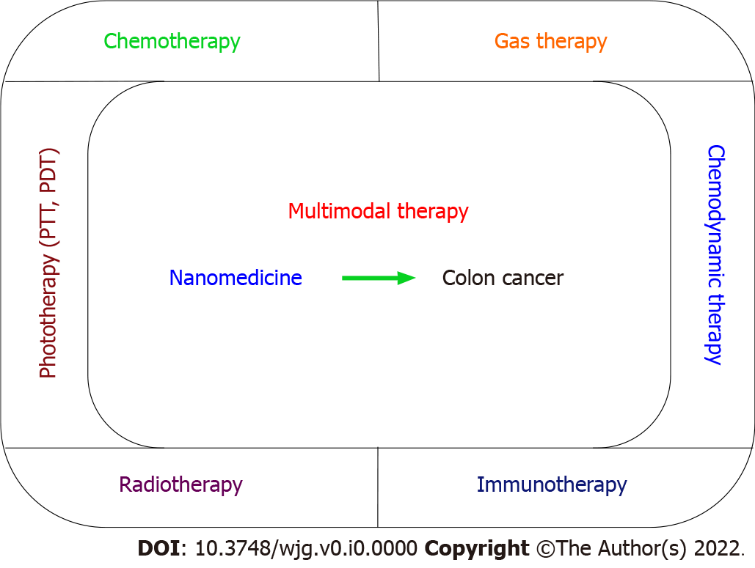 Chemotherapy
Gas therapy
Phototherapy (PTT, PDT)
Multimodal therapy
Nanomedicine
Colon cancer
Chemodynamic therapy
Radiotherapy
Immunotherapy
DOI: 10.3748/wjg.v0.i0.0000 Copyright ©The Author(s) 2022.